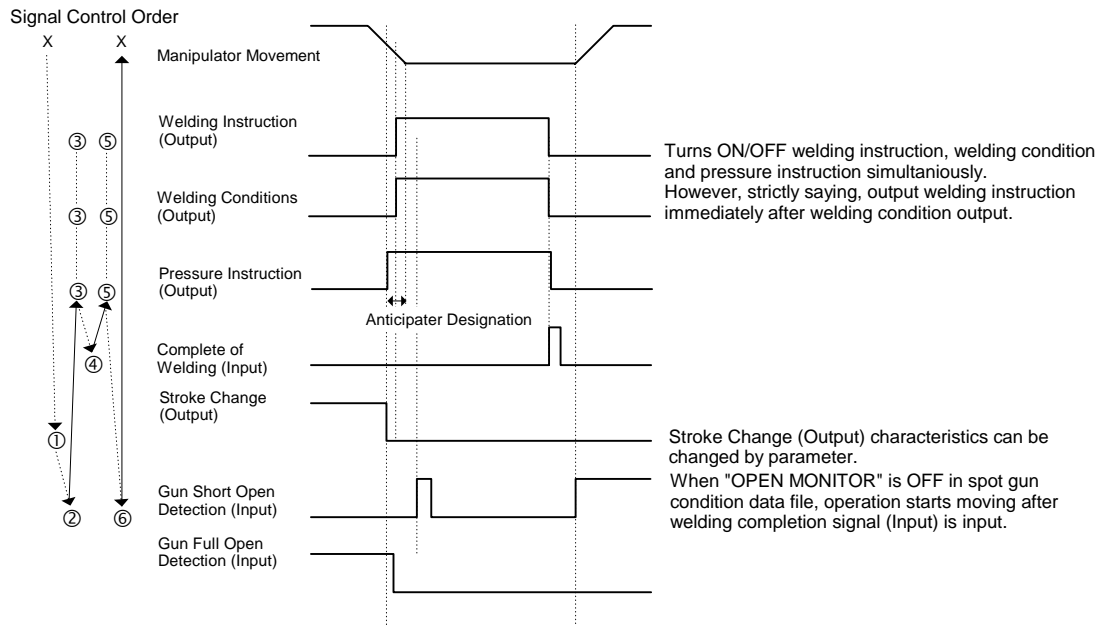 Signal Control Order
X X
Manipulator Movement
Welding Instruction
(Output)
③ ⑤
Welding Conditions
(Output)
③ ⑤
Pressure Instruction
(Output)
③ ⑤
Anticipater Designation
Complete of
Welding (Input)
④
Stroke Change
(Output)
①
Gun Short Open
Detection (Input)
② ⑥
Gun Full Open
Detection (Input)
Turns ON/OFF welding instruction, welding condition
and pressure instruction simultaniously.
However, strictly saying, output welding instruction
immediately after welding condition output.
Stroke Change (Output) characteristics can be
changed by parameter.
When "OPEN MONITOR" is OFF in spot gun
condition data file, operation starts moving after
welding completion signal (Input) is input.